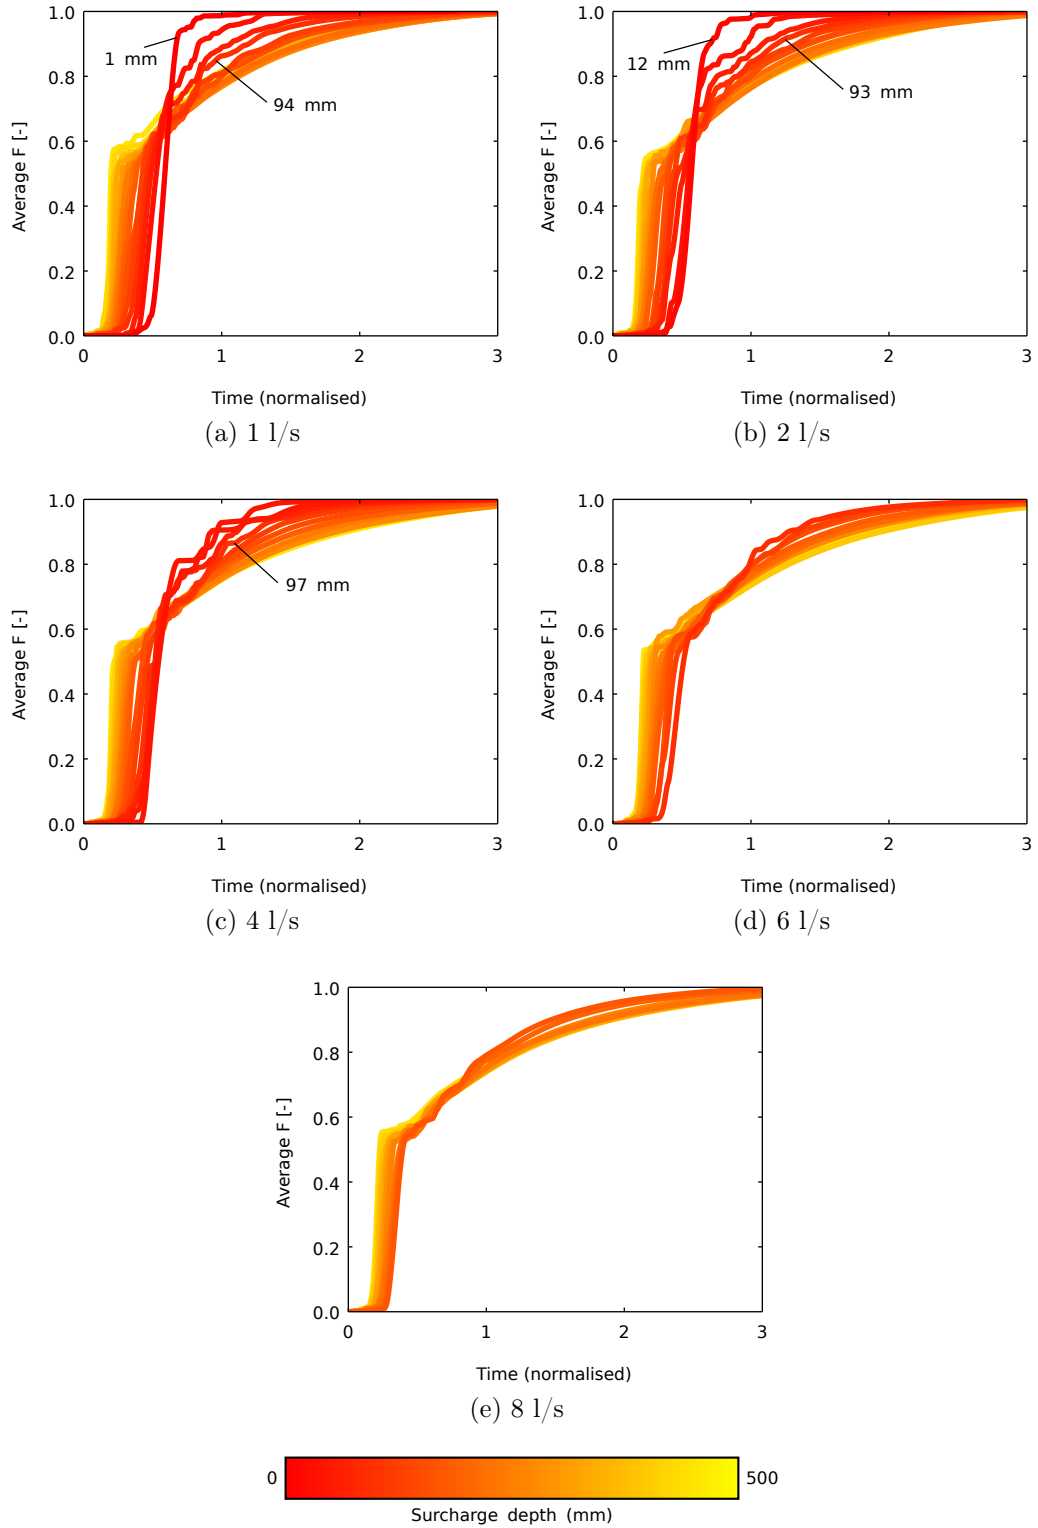 1.0
0.8
0.6
0.4
0.2
0.0
Average F [-]
1 mm
94 mm
0 1 2 3
Time (normalised)
(a) 1 l/s
1.0
0.8
0.6
0.4
0.2
0.0
Average F [-]
12 mm
93 mm
0 1 2 3
Time (normalised)
(b) 2 l/s
1.0
0.8
0.6
0.4
0.2
0.0
Average F [-]
97 mm
0 1 2 3
Time (normalised)
(c) 4 l/s
1.0
0.8
0.6
0.4
0.2
0.0
Average F [-]
0 1 2 3
Time (normalised)
(d) 6 l/s
1.0
0.8
0.6
0.4
0.2
0.0
Average F [-]
0 1 2 3
Time (normalised)
(e) 8 l/s
0 500
Surcharge depth (mm)